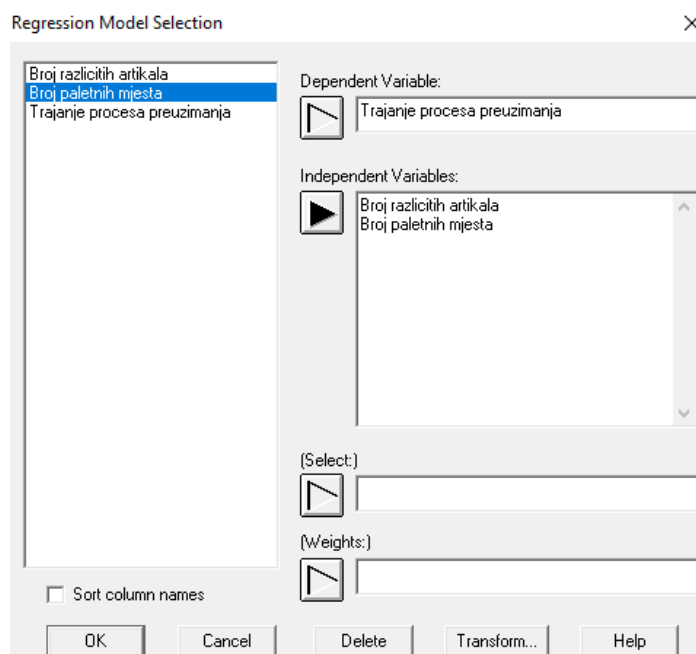 Regression Model Selection
Broj razlicitih artikala
Broj paletnih mjesta
Trajanje procesa preuzimanja
Dependent Variable:
Trajanje procesa preuzimanja
Independent Variables:
Broj razlicitih artikala
Broj paletnih mjesta
(Select:)
(Weights:)
Sort column names
OK
Cancel
Delete
Transform...
Help